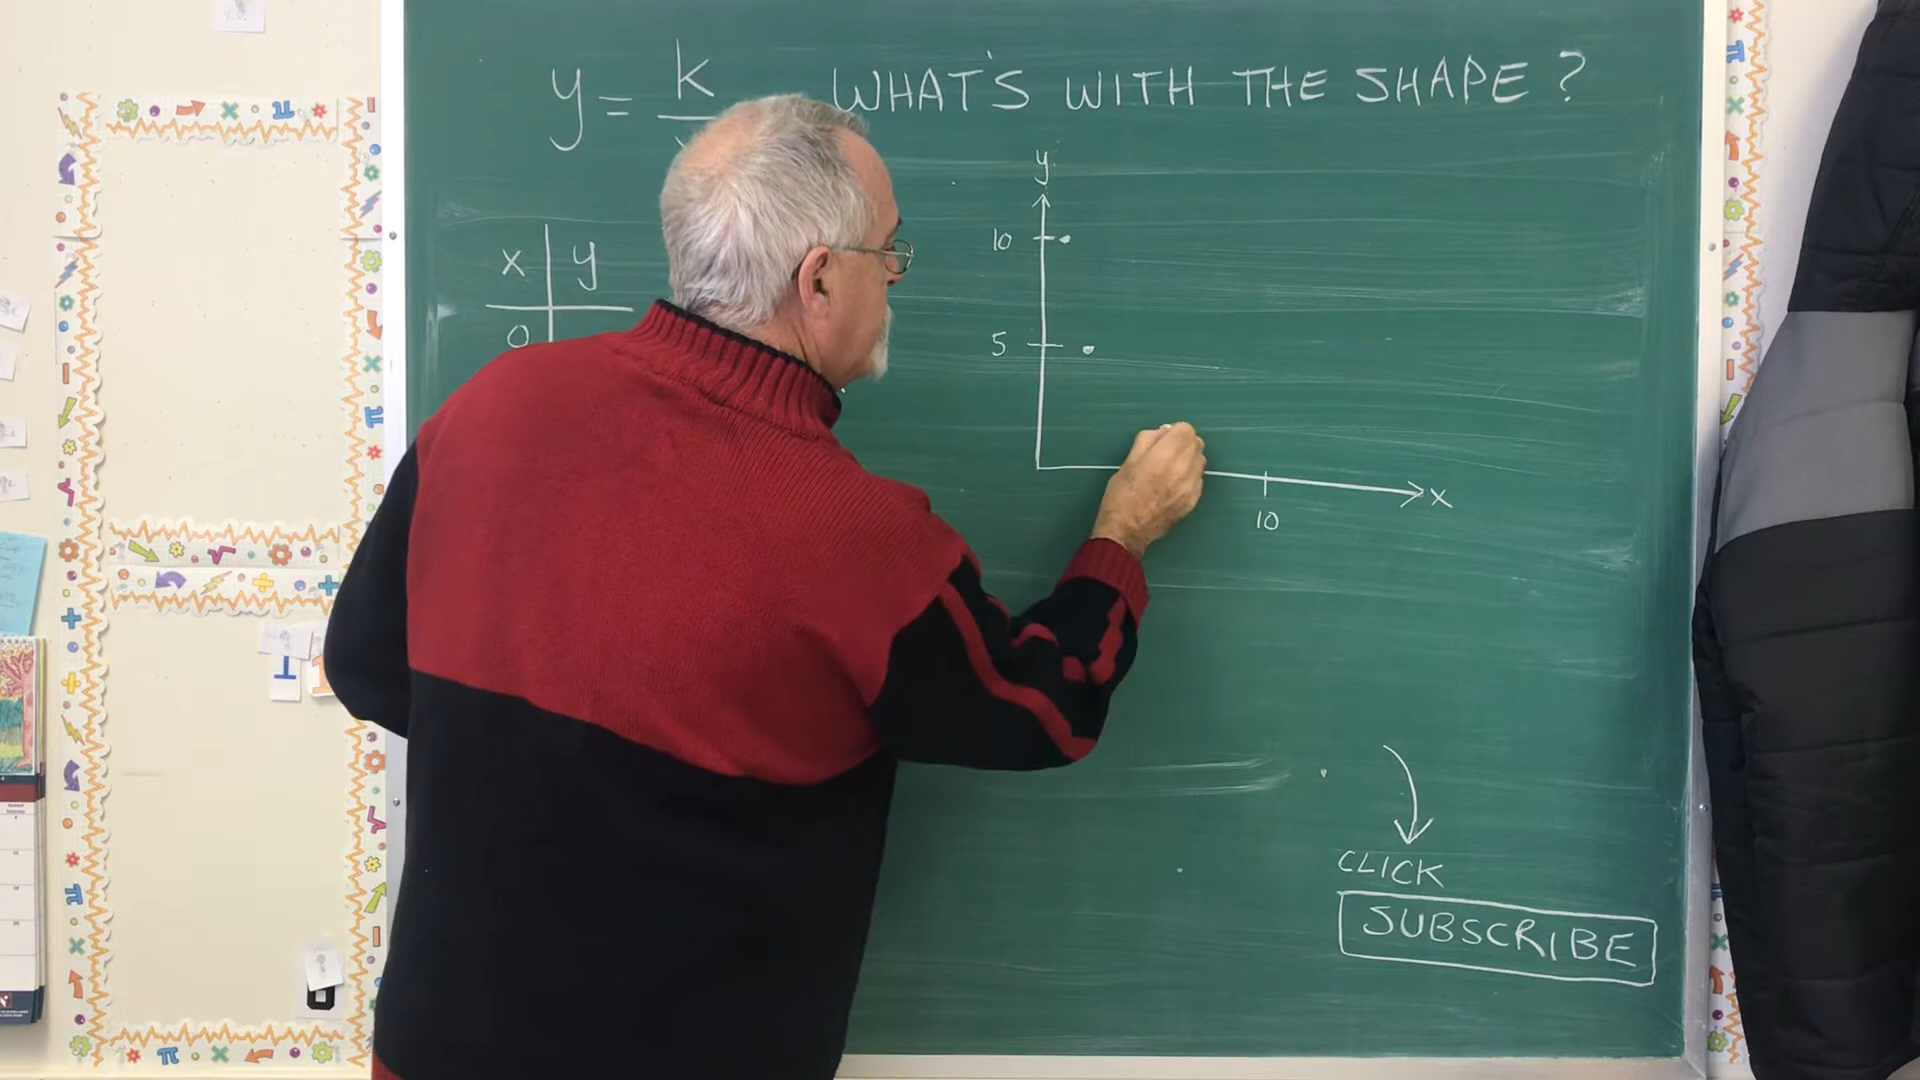 y = k
WHAT'S WITH THE SHAPE ?
x y
0
y
10
5
x
10
CLICK
SUBSCRIBE